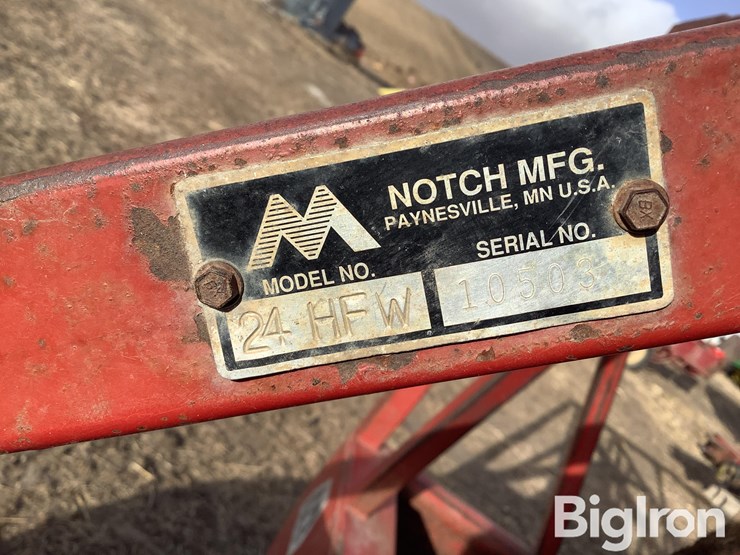 NOTCH MFG.
PAYNESVILLE, MN U.S.A.
MODEL NO.
SERIAL NO.
24 HFW
10503
BigIron